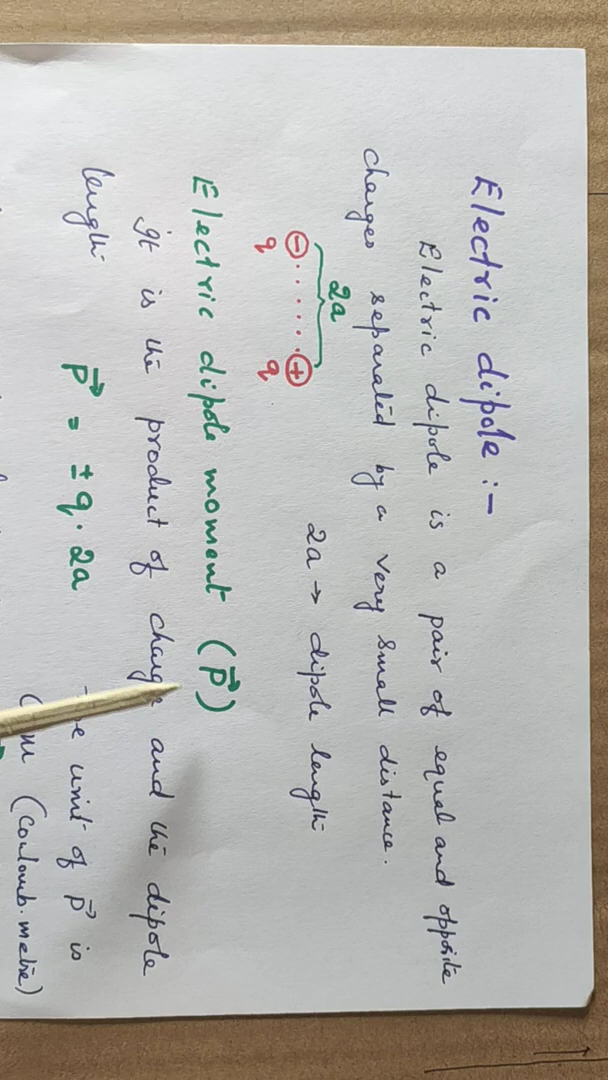 Electric dipole :-
Electric dipole is a pair of equal and opposite
charges separated by a very small distance.
2a
− ...... +
q q
2a → dipole length
Electric dipole moment (p⃗)
It is the product of charge and the dipole
length
p⃗ = ± q · 2a
unit of p⃗ is
(Coulomb.metre)